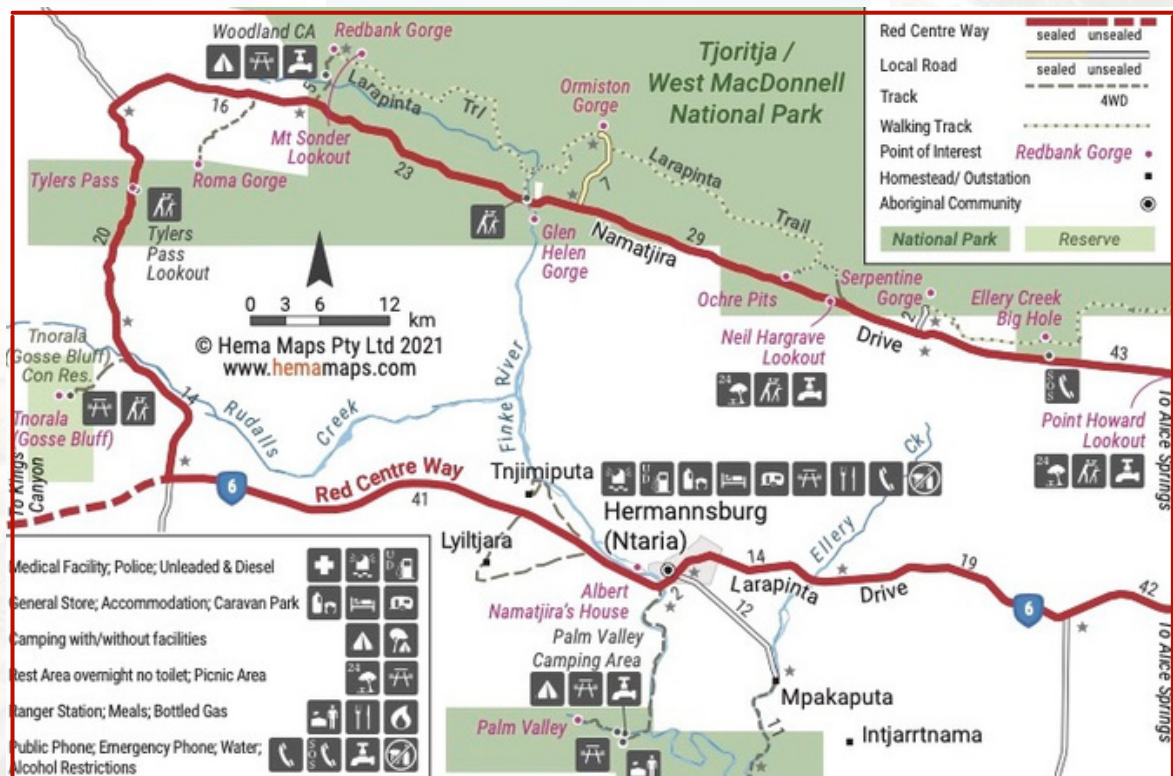 Woodland CA
Redbank Gorge
Tjoritja /
West MacDonnell
National Park
Red Centre Way
sealed unsealed
Local Road
sealed unsealed
Track
4WD
Walking Track
Point of Interest
Redbank Gorge
Homestead/ Outstation
Aboriginal Community
National Park
Reserve
5
Larapinta
Trl
16
Mt Sonder
Lookout
Ormiston
Gorge
7
Larapinta
Trail
Tylers Pass
Roma Gorge
23
20
Tylers
Pass
Lookout
Glen
Helen
Gorge
Namatjira
29
Ochre Pits
Serpentine
Gorge
2
Ellery Creek
Big Hole
Neil Hargrave
Lookout
Drive
43
0 3 6 12
km
© Hema Maps Pty Ltd 2021
www.hemamaps.com
Tnorala
(Gosse Bluff)
Con Res.
Tnorala
(Gosse Bluff)
14
Rudalls
Creek
Finke River
24
SOS
Point Howard
Lookout
24
To Alice Springs
To Kings
Canyon
6
Red Centre Way
41
Tnjimiputa
UD
Ck
Hermannsburg
(Ntaria)
Lyiltjara
Ellery
14
Larapinta
Drive
19
6
42
Albert
Namatjira's House
2
12
Palm Valley
Camping Area
To Alice Springs
Mpakaputa
Palm Valley
11
Intjarrtnama
Medical Facility; Police; Unleaded & Diesel
UD
General Store; Accommodation; Caravan Park
Camping with/without facilities
Rest Area overnight no toilet; Picnic Area
24
Ranger Station; Meals; Bottled Gas
Public Phone; Emergency Phone; Water;
Alcohol Restrictions
SOS